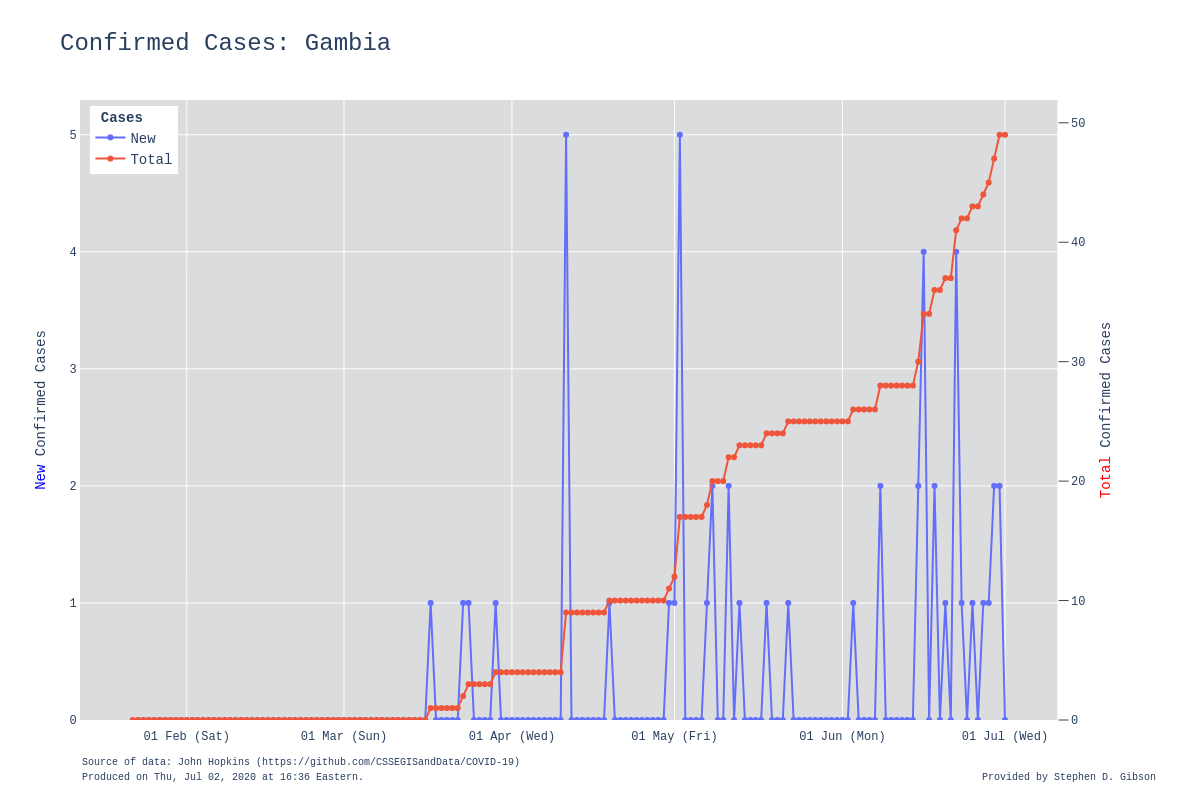 Confirmed Cases: Gambia
Cases
New
Total
5
4
3
2
1
0
50
40
30
20
10
0
New Confirmed Cases
Total Confirmed Cases
01 Feb (Sat)
01 Mar (Sun)
01 Apr (Wed)
01 May (Fri)
01 Jun (Mon)
01 Jul (Wed)
Source of data: John Hopkins (https://github.com/CSSEGISandData/COVID-19)
Produced on Thu, Jul 02, 2020 at 16:36 Eastern.
Provided by Stephen D. Gibson